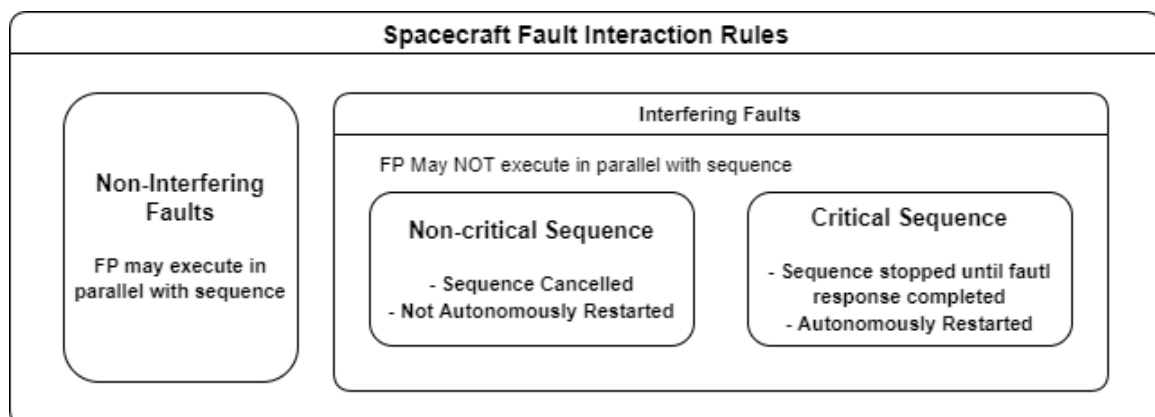 Spacecraft Fault Interaction Rules
Non-Interfering
Faults
FP may execute in
parallel with sequence
Interfering Faults
FP May NOT execute in parallel with sequence
Non-critical Sequence
- Sequence Cancelled
- Not Autonomously Restarted
Critical Sequence
- Sequence stopped until fautl
response completed
- Autonomously Restarted